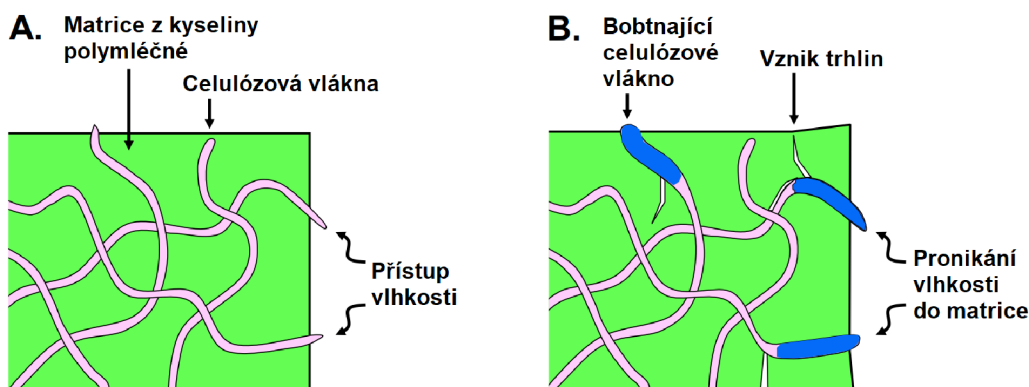 A.
Matrice z kyseliny
polymléčné
Celulózová vlákna
Přístup
vlhkosti
B.
Bobtnající
celulózové
vlákno
Vznik trhlin
Pronikání
vlhkosti
do matrice